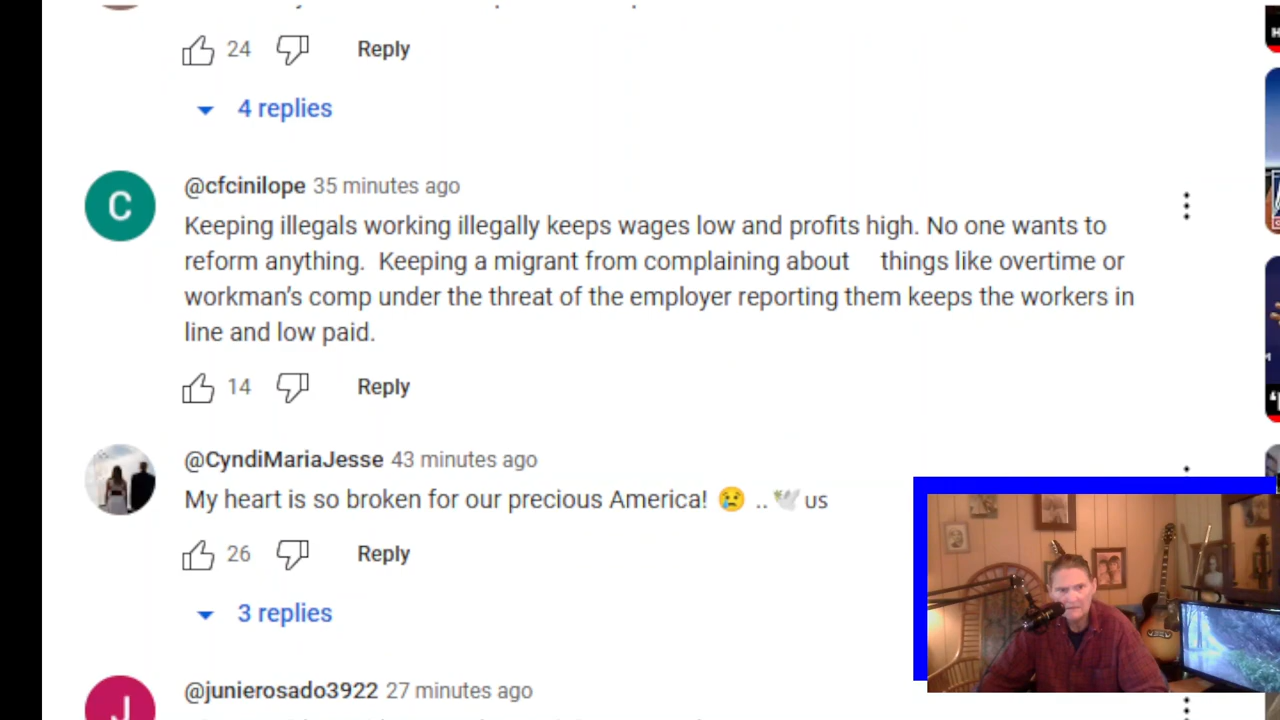 24 Reply
4 replies
C
@cfcinilope 35 minutes ago
Keeping illegals working illegally keeps wages low and profits high. No one wants to
reform anything. Keeping a migrant from complaining about things like overtime or
workman's comp under the threat of the employer reporting them keeps the workers in
line and low paid.
14 Reply
@CyndiMariaJesse 43 minutes ago
My heart is so broken for our precious America! 😢 .. 🕊️ US
26 Reply
3 replies
J
@junierosado3922 27 minutes ago